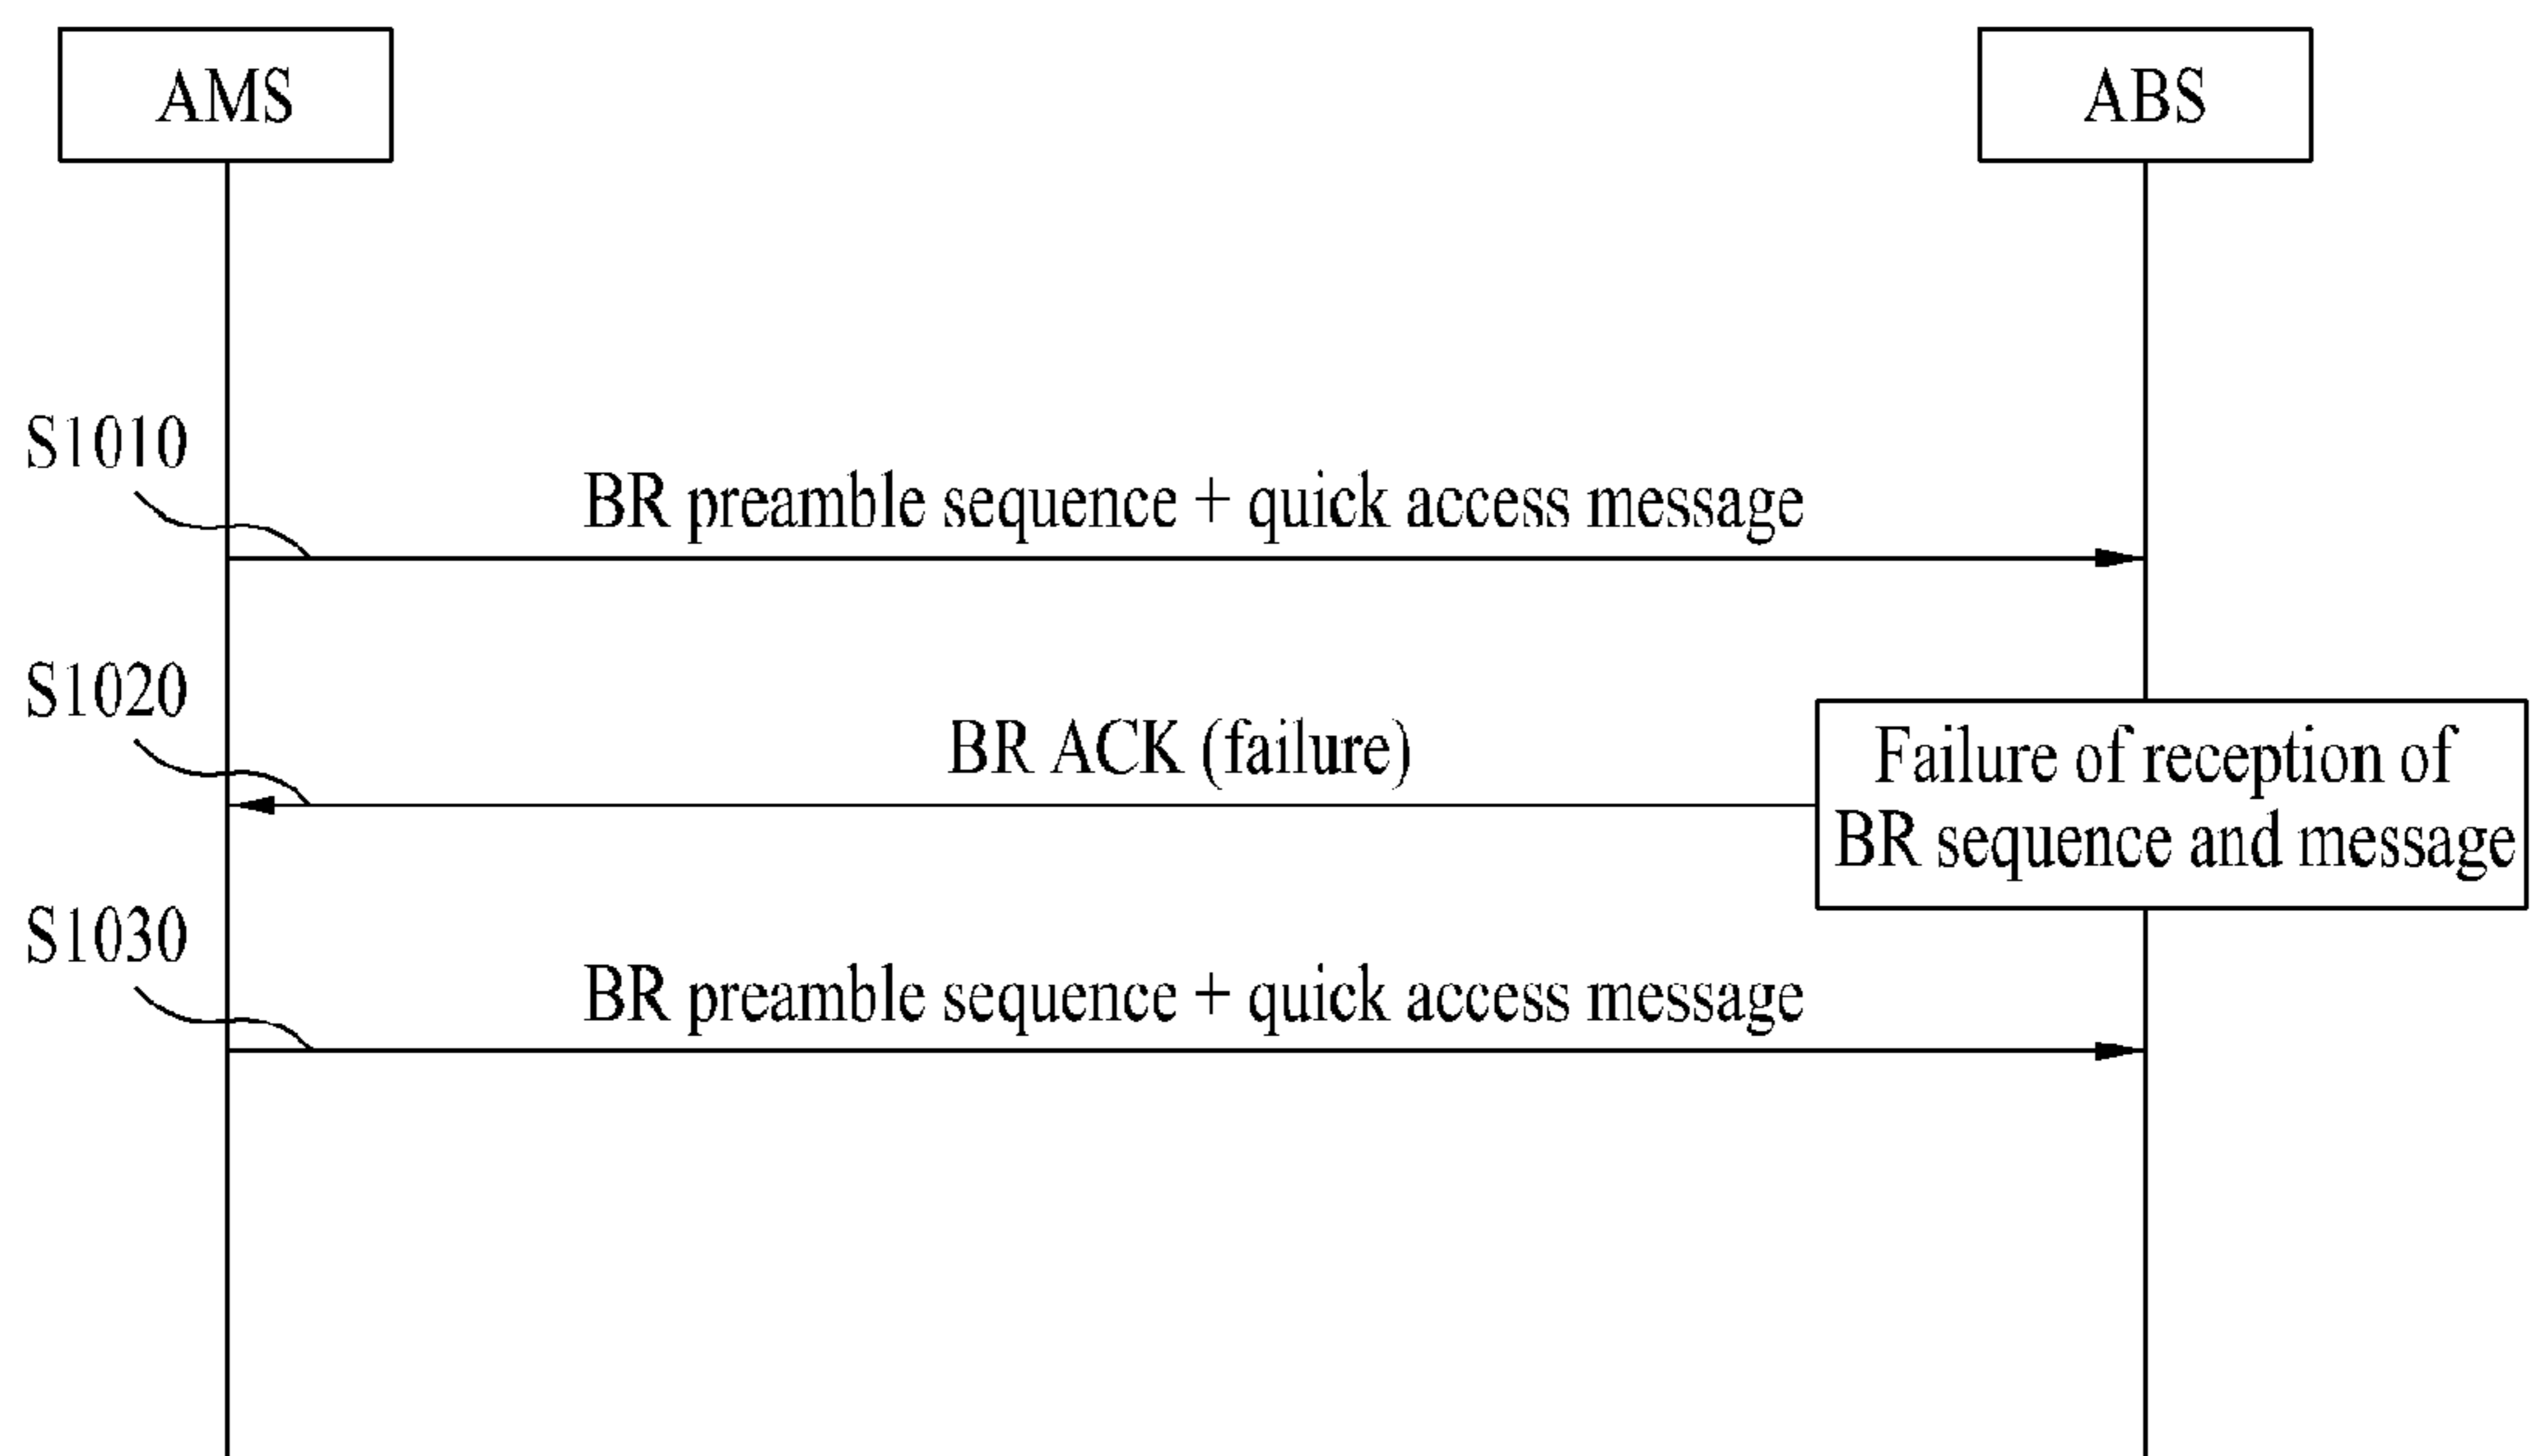 AMS
ABS
S1010
BR preamble sequence + quick access message
S1020
BR ACK (failure)
Failure of reception of
BR sequence and message
S1030
BR preamble sequence + quick access message